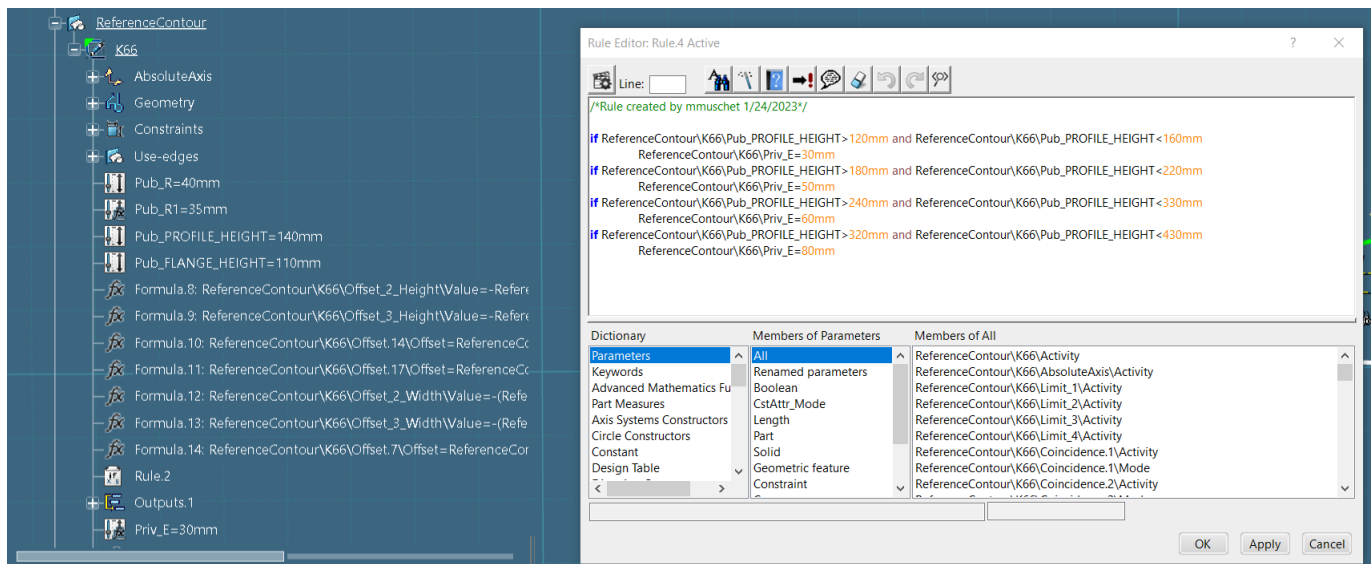 ReferenceContour
K66
AbsoluteAxis
Geometry
Constraints
Use-edges
Pub_R=40mm
Pub_R1=35mm
Pub_PROFILE_HEIGHT=140mm
Pub_FLANGE_HEIGHT=110mm
Formula.8: ReferenceContour\K66\Offset_2_Height\Value=-Refere
Formula.9: ReferenceContour\K66\Offset_3_Height\Value=-Refere
Formula.10: ReferenceContour\K66\Offset.14\Offset=ReferenceCo
Formula.11: ReferenceContour\K66\Offset.17\Offset=ReferenceCo
Formula.12: ReferenceContour\K66\Offset_2_Width\Value=-(Refe
Formula.13: ReferenceContour\K66\Offset_3_Width\Value=-(Refe
Formula.14: ReferenceContour\K66\Offset.7\Offset=ReferenceCor
Rule.2
Outputs.1
Priv_E=30mm
Rule Editor: Rule.4 Active
Line:
/*Rule created by mmuschet 1/24/2023*/
if ReferenceContour\K66\Pub_PROFILE_HEIGHT>120mm and ReferenceContour\K66\Pub_PROFILE_HEIGHT<160mm
ReferenceContour\K66\Priv_E=30mm
if ReferenceContour\K66\Pub_PROFILE_HEIGHT>180mm and ReferenceContour\K66\Pub_PROFILE_HEIGHT<220mm
ReferenceContour\K66\Priv_E=50mm
if ReferenceContour\K66\Pub_PROFILE_HEIGHT>240mm and ReferenceContour\K66\Pub_PROFILE_HEIGHT<330mm
ReferenceContour\K66\Priv_E=60mm
if ReferenceContour\K66\Pub_PROFILE_HEIGHT>320mm and ReferenceContour\K66\Pub_PROFILE_HEIGHT<430mm
ReferenceContour\K66\Priv_E=80mm
Dictionary
Parameters
Keywords
Advanced Mathematics Fu
Part Measures
Axis Systems Constructors
Circle Constructors
Constant
Design Table
Members of Parameters
All
Renamed parameters
Boolean
CstAttr_Mode
Length
Part
Solid
Geometric feature
Constraint
Members of All
ReferenceContour\K66\Activity
ReferenceContour\K66\AbsoluteAxis\Activity
ReferenceContour\K66\Limit_1\Activity
ReferenceContour\K66\Limit_2\Activity
ReferenceContour\K66\Limit_3\Activity
ReferenceContour\K66\Limit_4\Activity
ReferenceContour\K66\Coincidence.1\Activity
ReferenceContour\K66\Coincidence.1\Mode
ReferenceContour\K66\Coincidence.2\Activity
OK
Apply
Cancel